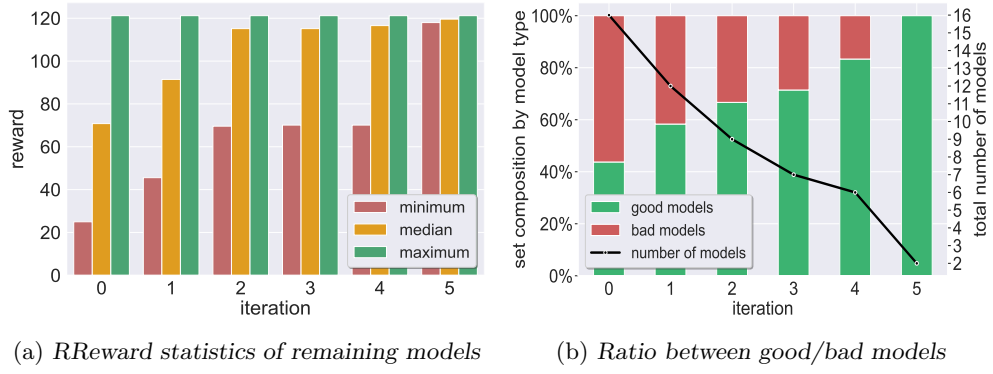 120
100
80
60
40
20
0
reward
0 1 2 3 4 5
iteration
minimum
median
maximum
(a) RReward statistics of remaining models
100%
80%
60%
40%
20%
0%
set composition by model type
0 1 2 3 4 5
iteration
good models
bad models
number of models
16
15
14
13
12
11
10
9
8
7
6
5
4
3
2
total number of models
(b) Ratio between good/bad models